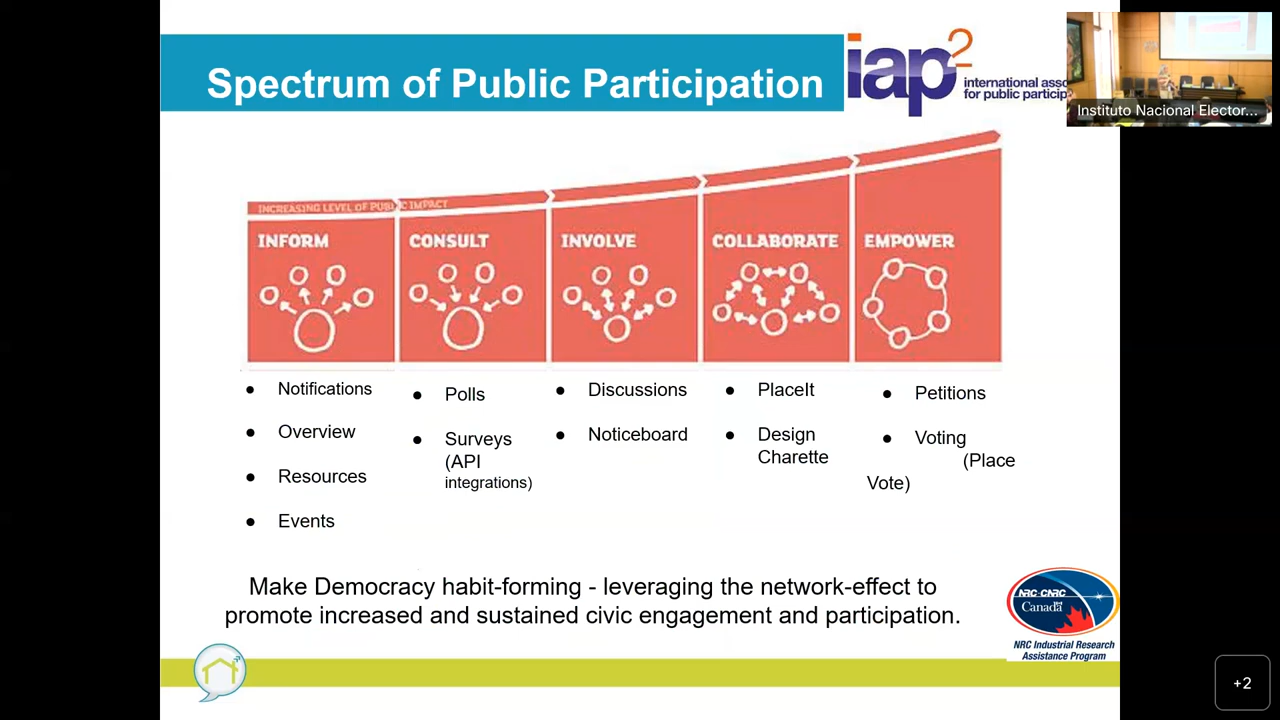 Spectrum of Public Participation
iap2
international asso
for public particip
Instituto Nacional Elector...
INCREASING LEVEL OF PUBLIC IMPACT
INFORM
CONSULT
INVOLVE
COLLABORATE
EMPOWER
● Notifications
● Overview
● Resources
● Events
● Polls
● Surveys
(API
integrations)
● Discussions
● Noticeboard
● PlaceIt
● Design
Charette
● Petitions
● Voting
(Place
Vote)
Make Democracy habit-forming - leveraging the network-effect to
promote increased and sustained civic engagement and participation.
NRC·CNRC
Canada
NRC Industrial Research
Assistance Program
+2